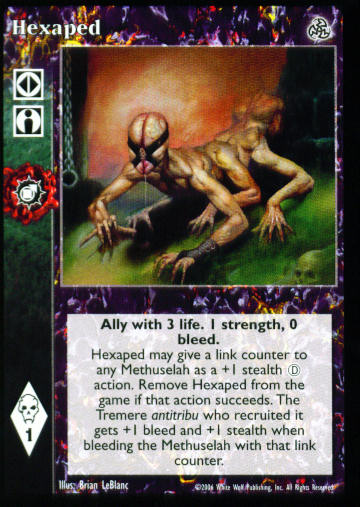 Hexaped
Ally with 3 life. 1 strength, 0
bleed.
Hexaped may give a link counter to
any Methuselah as a +1 stealth Ⓓ
action. Remove Hexaped from the
game if that action succeeds. The
Tremere antitribu who recruited it
gets +1 bleed and +1 stealth when
bleeding the Methuselah with that link
counter.
1
Illus: Brian LeBlanc
©2006 White Wolf Publishing, Inc. All Rights Reserved